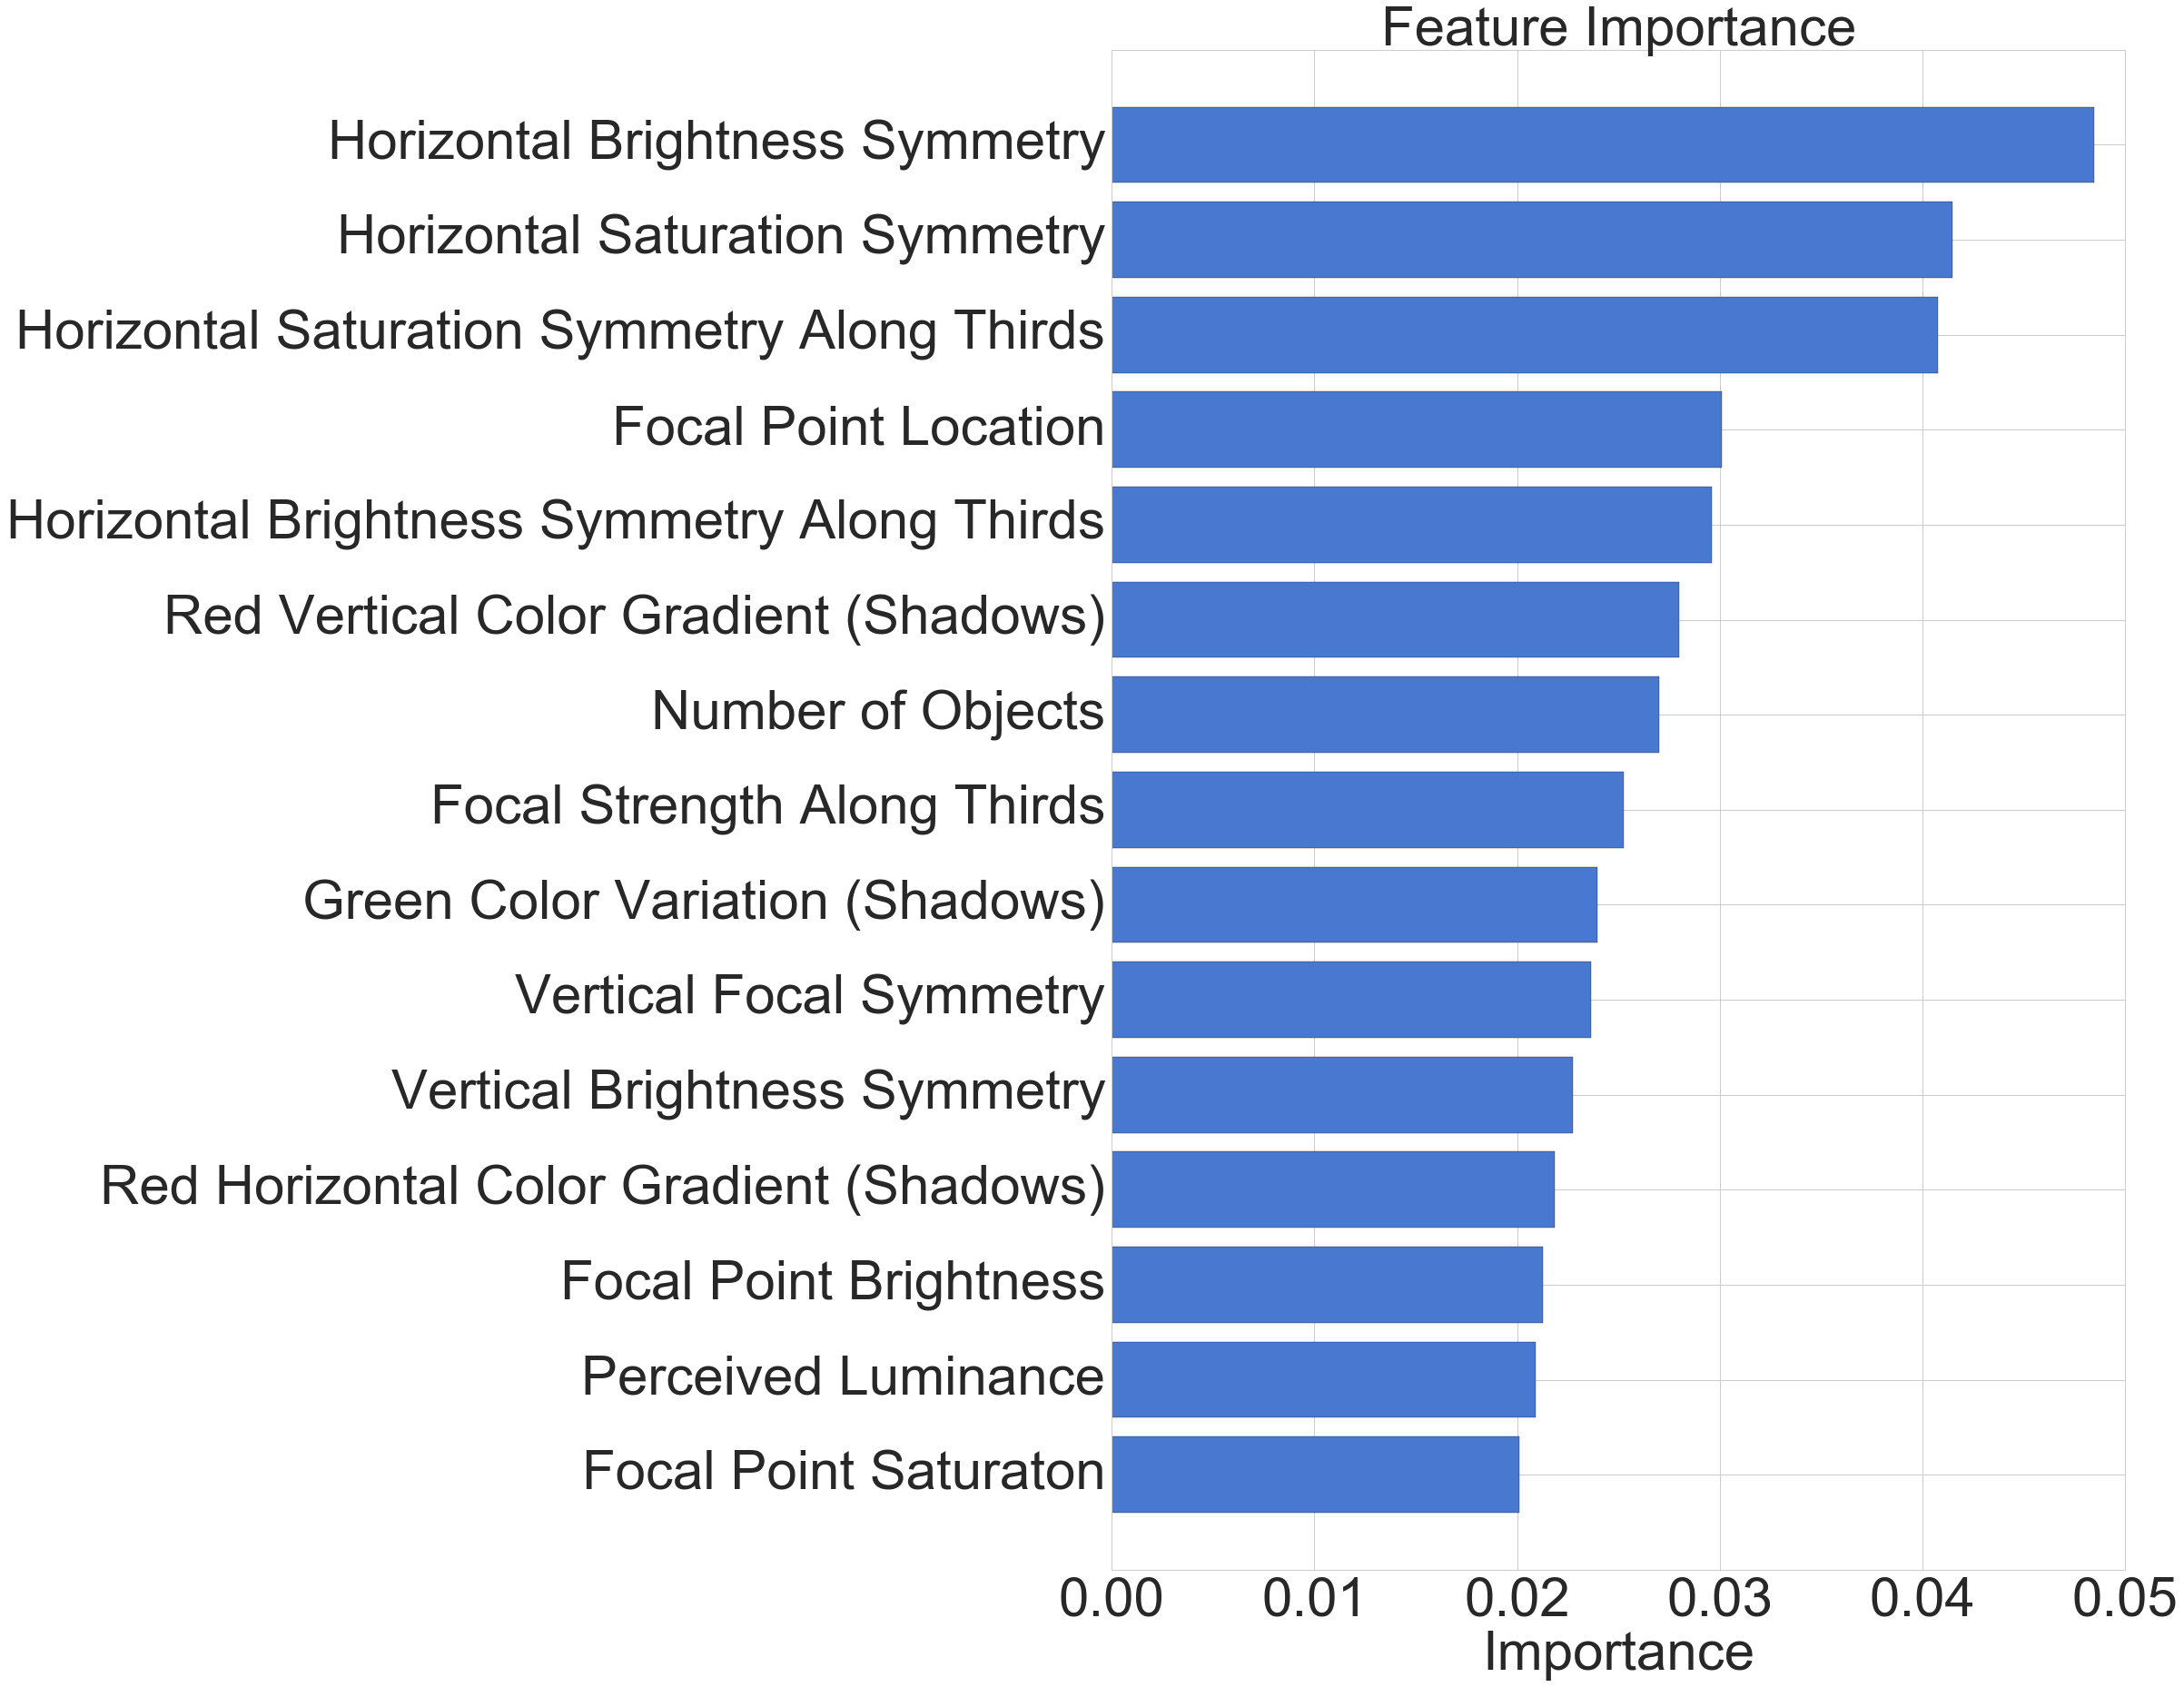 Feature Importance
Horizontal Brightness Symmetry
Horizontal Saturation Symmetry
Horizontal Saturation Symmetry Along Thirds
Focal Point Location
Horizontal Brightness Symmetry Along Thirds
Red Vertical Color Gradient (Shadows)
Number of Objects
Focal Strength Along Thirds
Green Color Variation (Shadows)
Vertical Focal Symmetry
Vertical Brightness Symmetry
Red Horizontal Color Gradient (Shadows)
Focal Point Brightness
Perceived Luminance
Focal Point Saturaton
0.00 0.01 0.02 0.03 0.04 0.05
Importance